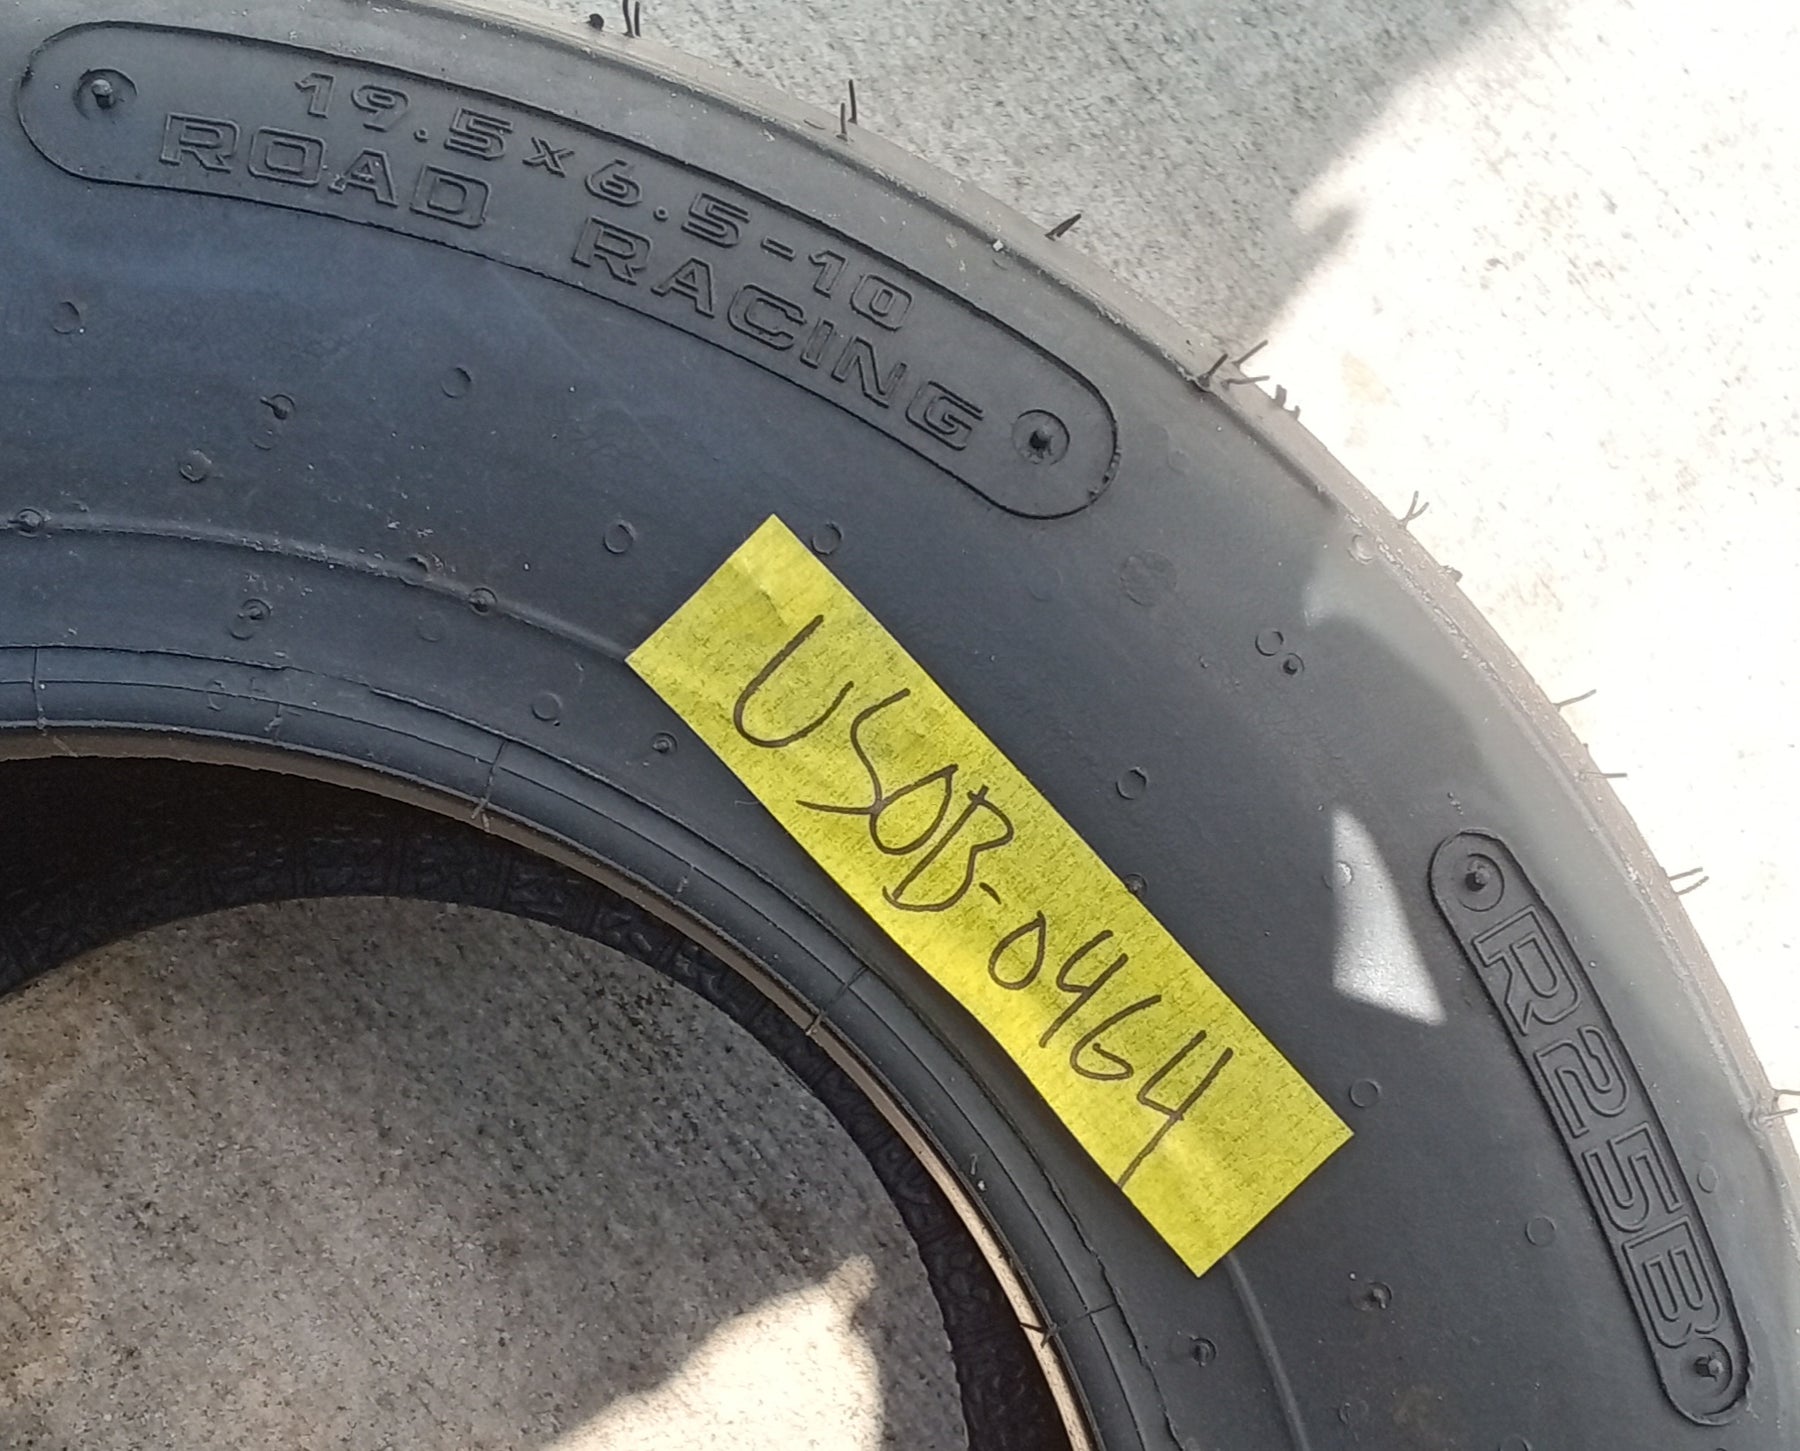 19.5x6.5-10
ROAD RACING
USOB-0464
R25B